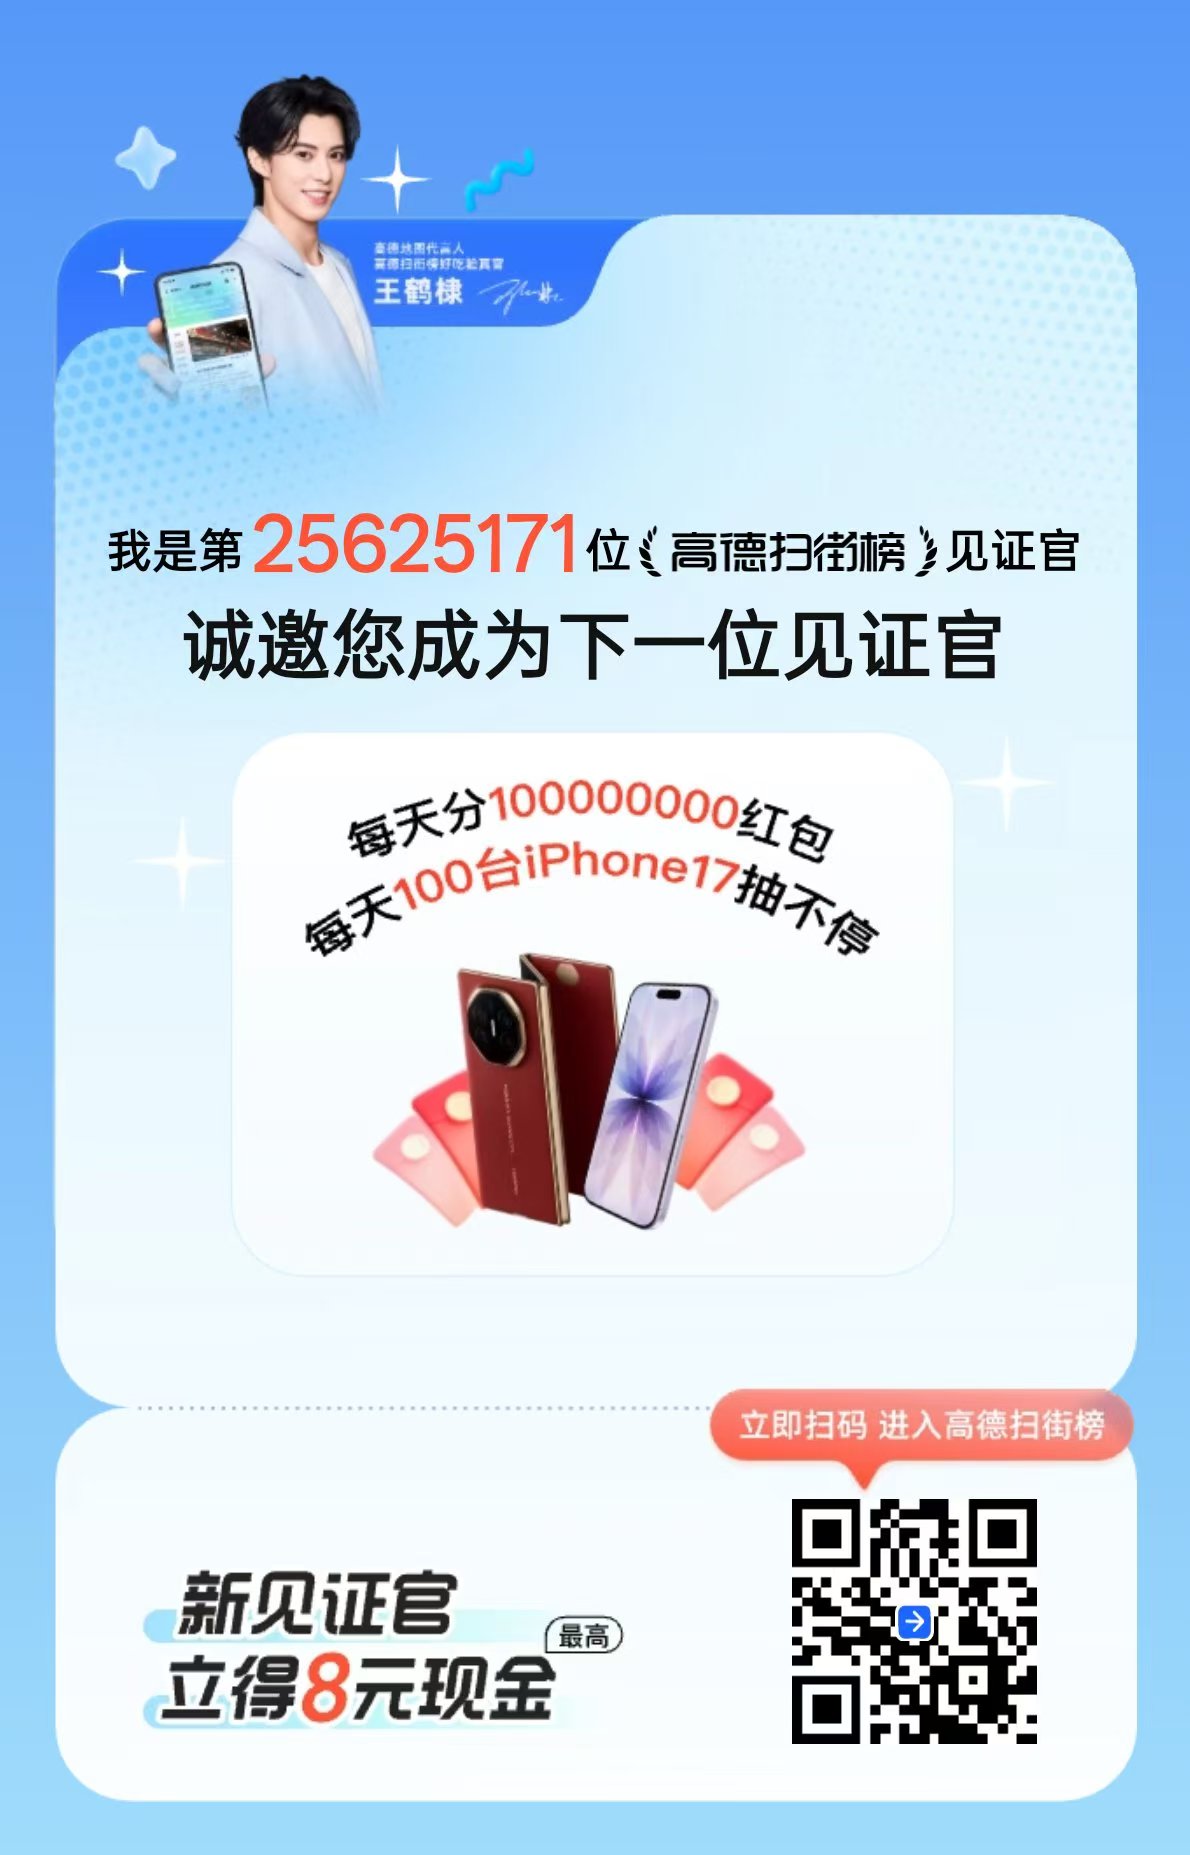 高德地图代言人
高德扫街榜好吃验真官
王鹤棣
我是第25625171位高德扫街榜见证官
诚邀您成为下一位见证官
每天分100000000红包
每天100台iPhone17抽不停
立即扫码 进入高德扫街榜
新见证官
最高
立得8元现金